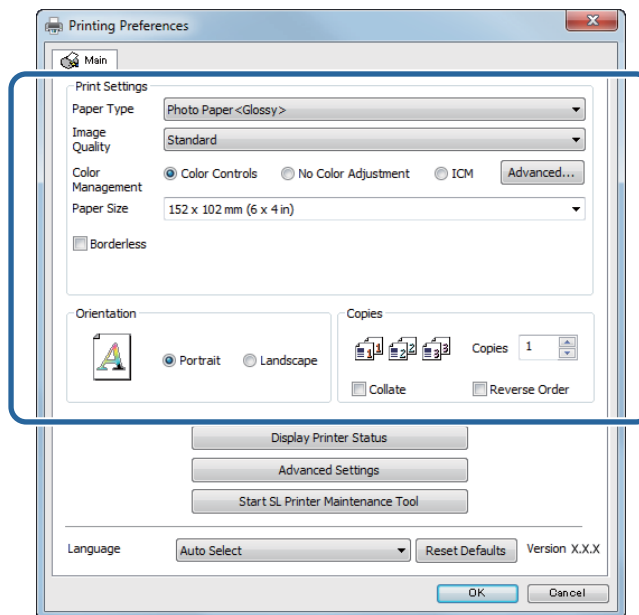 Printing Preferences
Main
Print Settings
Paper Type Photo Paper<Glossy>
Image Quality Standard
Color Management Color Controls No Color Adjustment ICM Advanced...
Paper Size 152 x 102 mm (6 x 4 in)
Borderless
Orientation Copies
A Portrait Landscape 11 22 33 Copies 1
Collate Reverse Order
Display Printer Status
Advanced Settings
Start SL Printer Maintenance Tool
Language Auto Select Reset Defaults Version X.X.X
OK Cancel